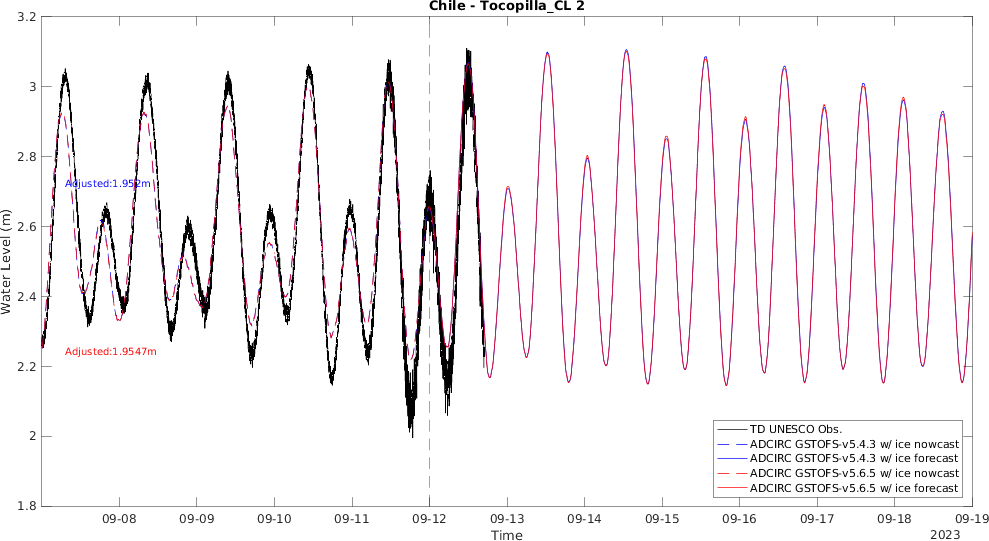 Chile - Tocopilla_CL 2
3.2
3
2.8
2.6
2.4
2.2
2
1.8
Water Level (m)
Adjusted:1.952m
Adjusted:1.9547m
TD UNESCO Obs.
ADCIRC GSTOFS-v5.4.3 w/ ice nowcast
ADCIRC GSTOFS-v5.4.3 w/ ice forecast
ADCIRC GSTOFS-v5.6.5 w/ ice nowcast
ADCIRC GSTOFS-v5.6.5 w/ ice forecast
09-08 09-09 09-10 09-11 09-12 09-13 09-14 09-15 09-16 09-17 09-18 09-19
Time
2023